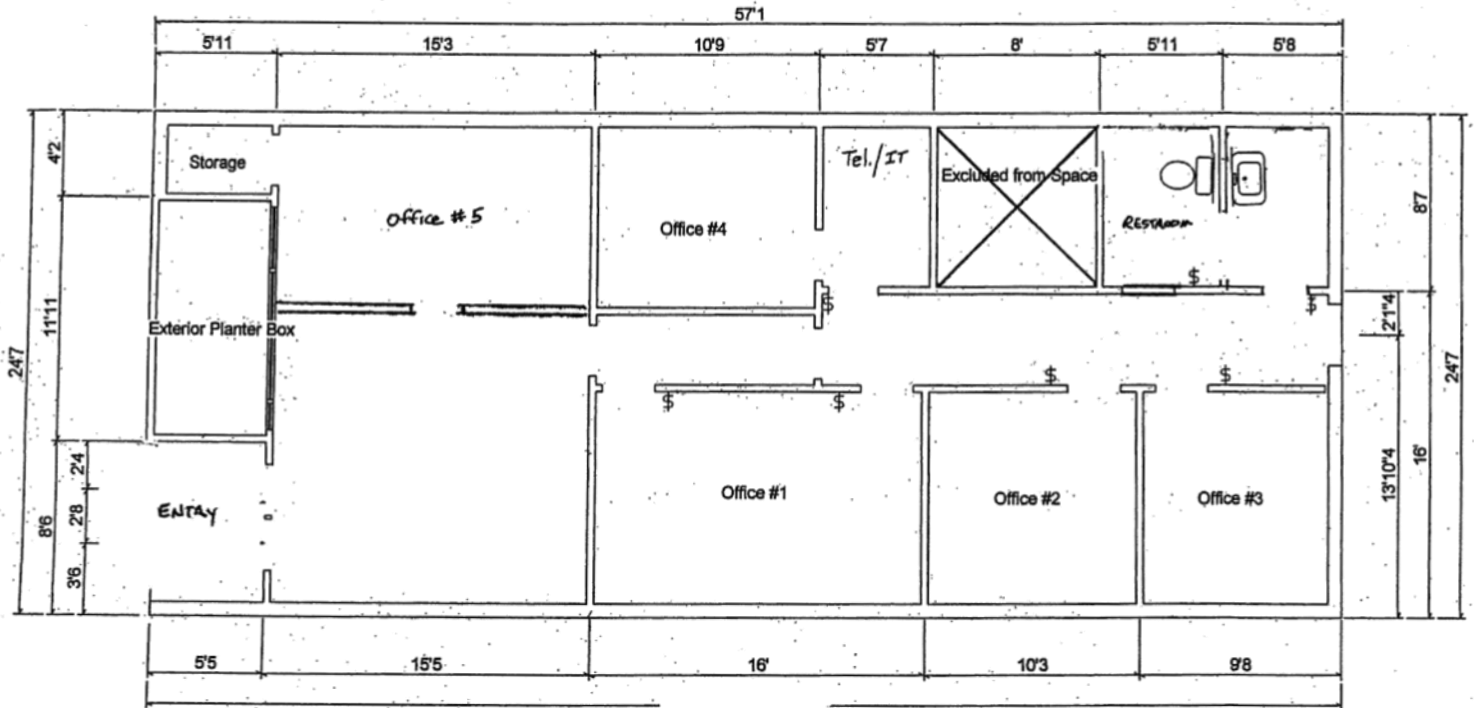 57'1
5'11
15'3
10'9
5'7
8'
5'11
5'8
4'2
11'11
24'7
8'6
2'4
2'8
3'6
Storage
Office #5
Office #4
Tel./IT
Excluded from Space
RESTROOM
Exterior Planter Box
$
$
$
$
$
$
$
ENTRY
Office #1
Office #2
Office #3
8'7
2'1"4
24'7
16'
13'10"4
5'5
15'5
16'
10'3
9'8